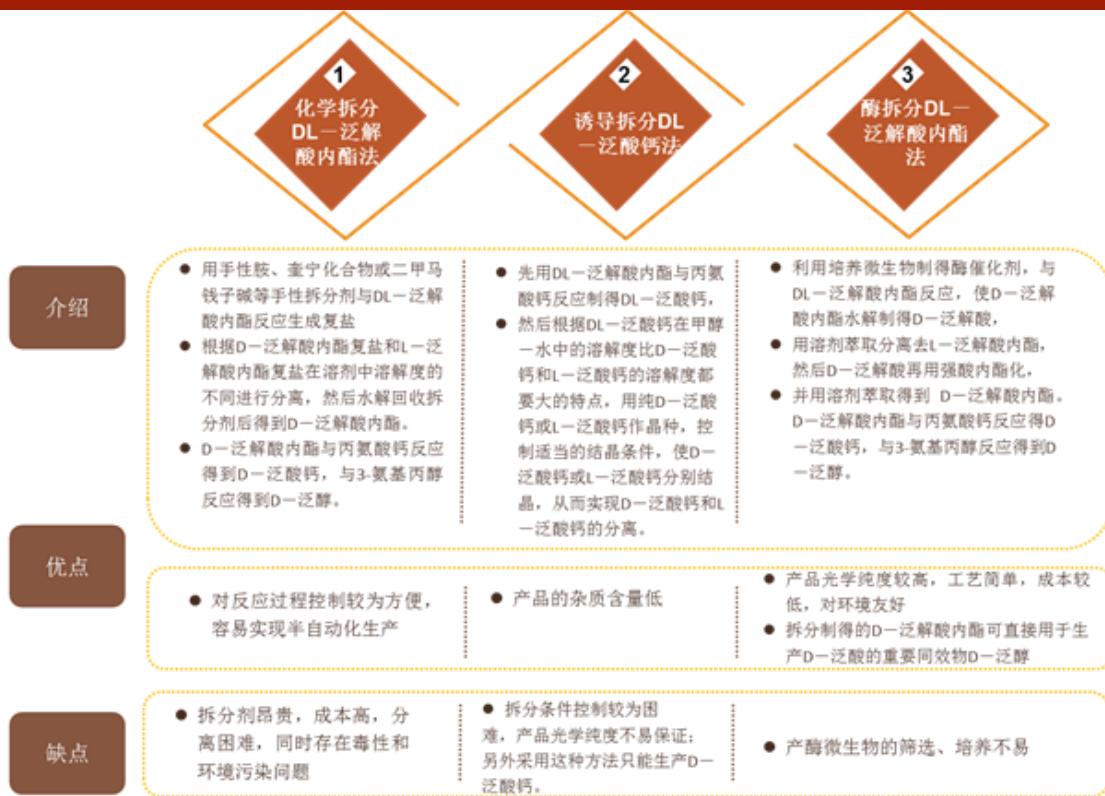 1
化学拆分
DL－泛解
酸内酯法
2
诱导拆分DL
－泛酸钙法
3
酶拆分DL－
泛解酸内酯
法
介绍
● 用手性胺、奎宁化合物或二甲马
钱子碱等手性拆分剂与DL－泛解
酸内酯反应生成复盐
● 根据D－泛解酸内酯复盐和L－泛
解酸内酯复盐在溶剂中溶解度的
不同进行分离，然后水解回收拆
分剂后得到D－泛解酸内酯。
● D－泛解酸内酯与丙氨酸钙反应
得到D－泛酸钙，与3-氨基丙醇
反应得到D－泛醇。
● 先用DL－泛解酸内酯与丙氨
酸钙反应制得DL－泛酸钙，
● 然后根据DL－泛酸钙在甲醇
－水中的溶解度比D－泛酸
钙和L－泛酸钙的溶解度都
要大的特点，用纯D－泛酸
钙或L－泛酸钙作晶种，控
制适当的结晶条件，使D－
泛酸钙或L－泛酸钙分别结
晶，从而实现D－泛酸钙和L
－泛酸钙的分离。
● 利用培养微生物制得酶催化剂，与
DL－泛解酸内酯反应，使D－泛解
酸内酯水解制得D－泛解酸，
● 用溶剂萃取分离去L－泛解酸内酯，
然后D－泛解酸再用强酸内酯化，
● 并用溶剂萃取得到 D－泛解酸内酯。
D－泛解酸内酯与丙氨酸钙反应得D
－泛酸钙，与3-氨基丙醇反应得到D
－泛醇。
优点
● 对反应过程控制较为方便，
容易实现半自动化生产
● 产品的杂质含量低
● 产品光学纯度较高，工艺简单，成本较
低，对环境友好
● 拆分制得的D－泛解酸内酯可直接用于生
产D－泛酸的重要同效物D－泛醇
缺点
● 拆分剂昂贵，成本高，分
离困难，同时存在毒性和
环境污染问题
● 拆分条件控制较为困
难，产品光学纯度不易保证；
另外采用这种方法只能生产D－
泛酸钙。
● 产酶微生物的筛选、培养不易